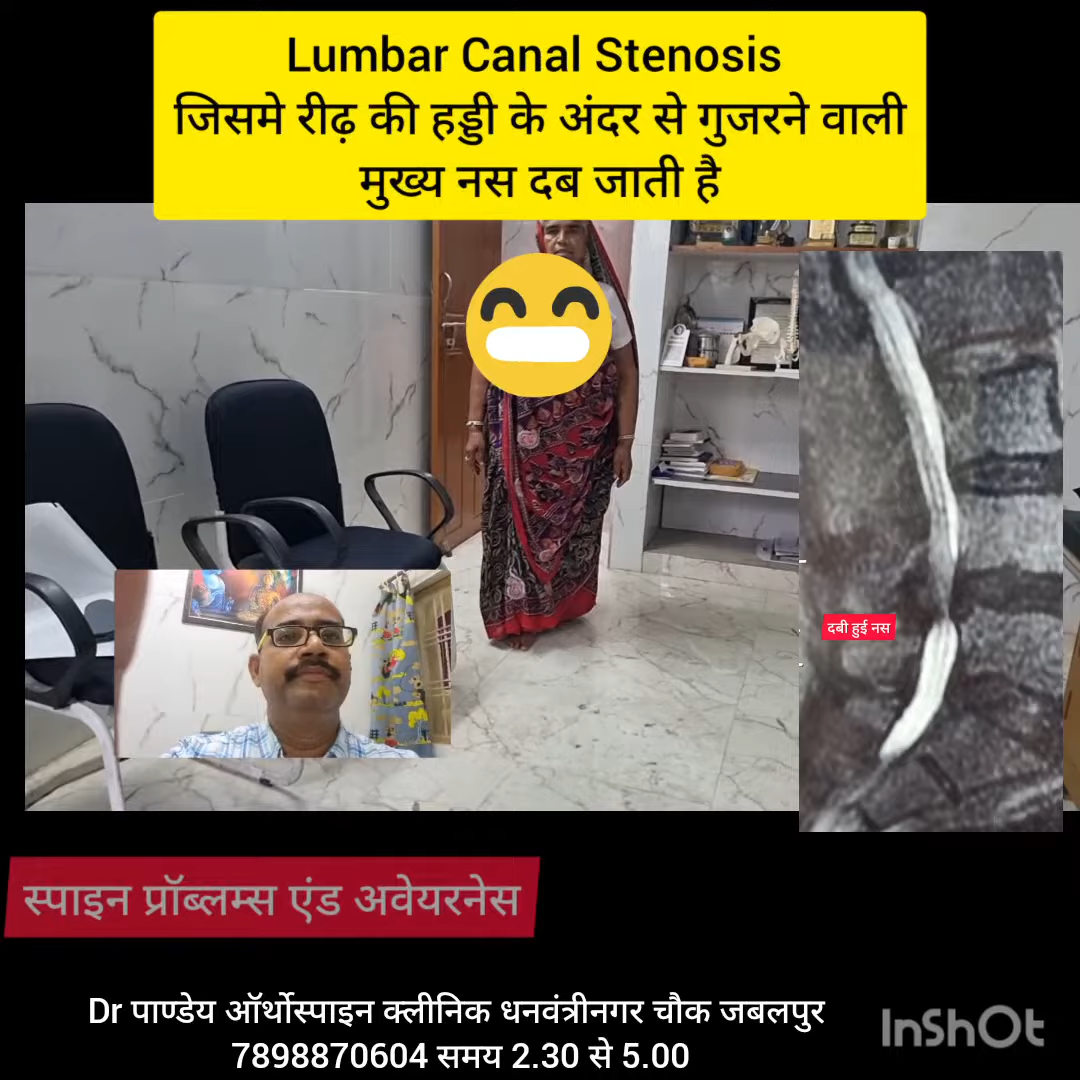 Lumbar Canal Stenosis
जिसमे रीढ़ की हड्डी के अंदर से गुजरने वाली
मुख्य नस दब जाती है
दबी हुई नस
स्पाइन प्रॉब्लम्स एंड अवेयरनेस
Dr पाण्डेय ऑर्थोस्पाइन क्लीनिक धनवंत्रीनगर चौक जबलपुर
7898870604 समय 2.30 से 5.00
InShOt